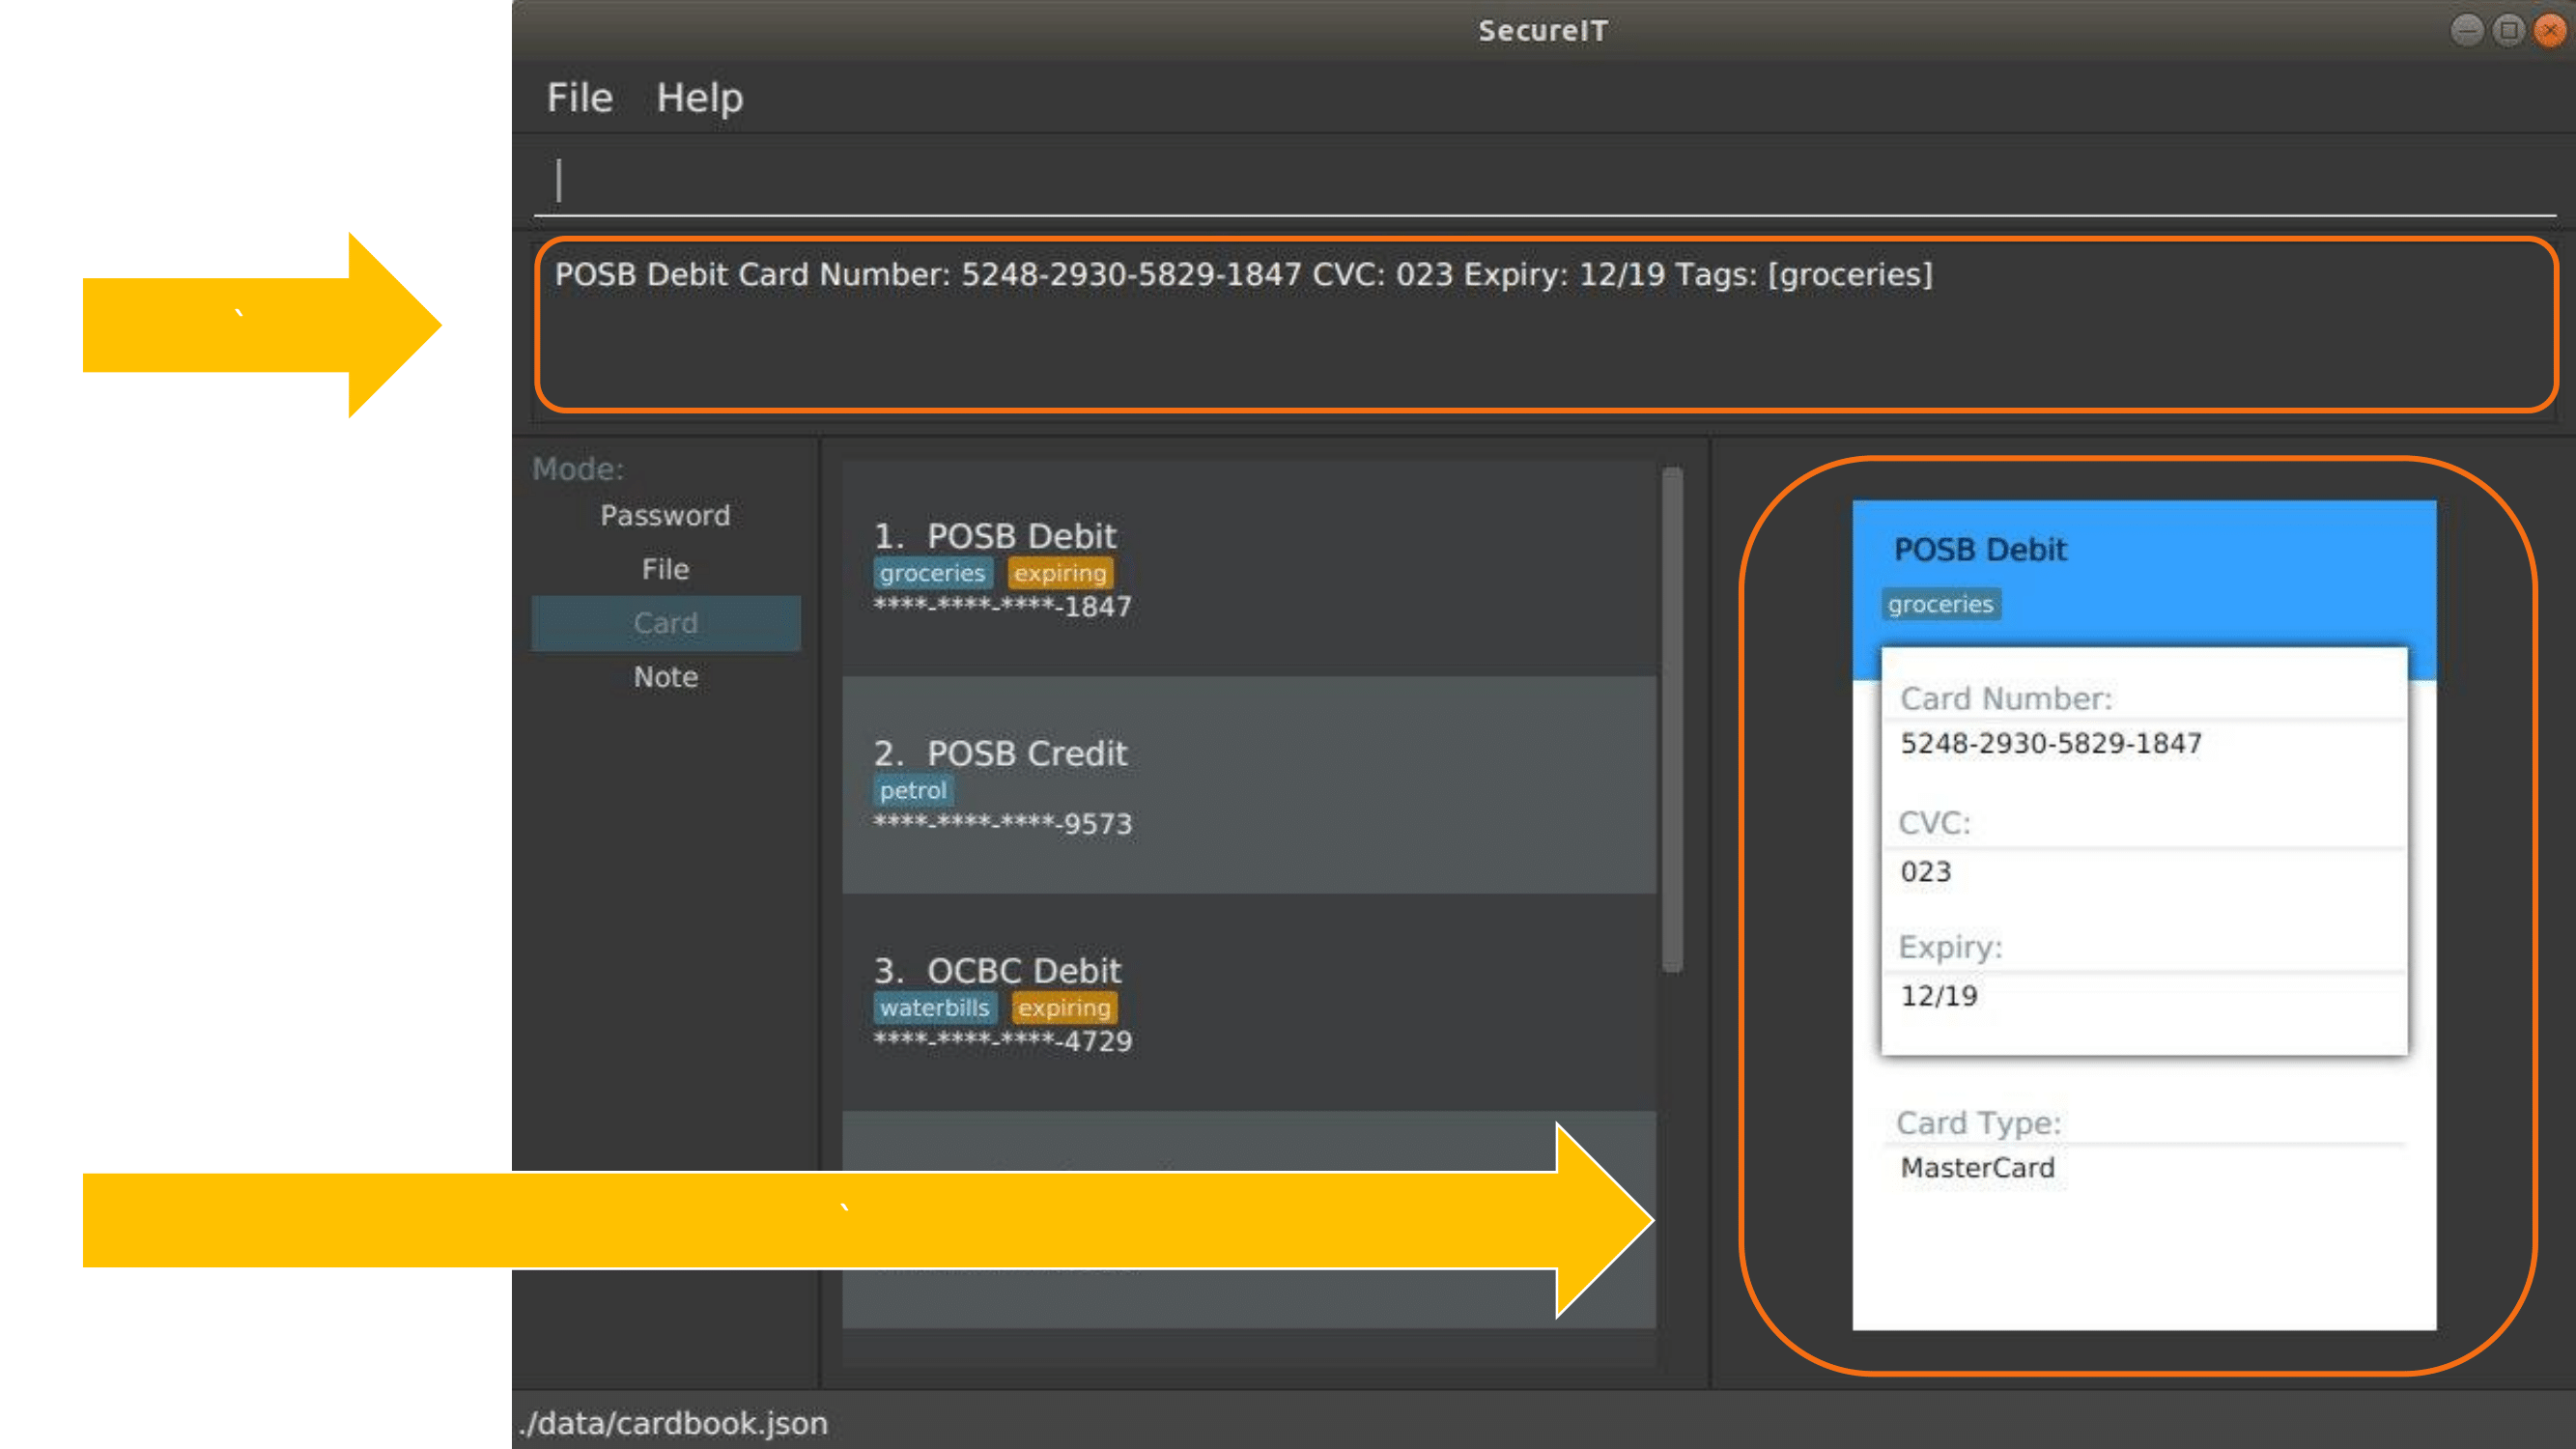 SecureIT
File Help
POSB Debit Card Number: 5248-2930-5829-1847 CVC: 023 Expiry: 12/19 Tags: [groceries]
`
Mode:
Password
File
Card
Note
1. POSB Debit
groceries expiring
****-****-****-1847
2. POSB Credit
petrol
****-****-****-9573
3. OCBC Debit
waterbills expiring
****-****-****-4729
`
POSB Debit
groceries
Card Number:
5248-2930-5829-1847
CVC:
023
Expiry:
12/19
Card Type:
MasterCard
./data/cardbook.json